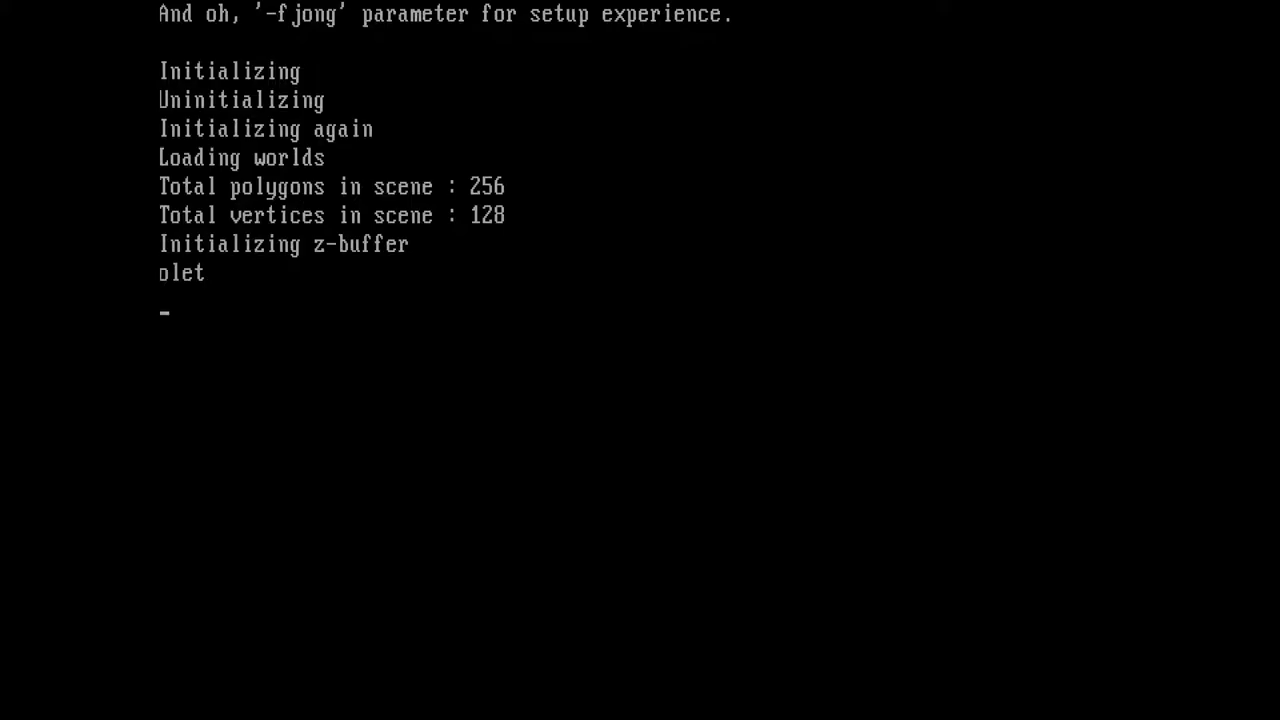 And oh, '-fjong' parameter for setup experience.
Initializing
Uninitializing
Initializing again
Loading worlds
Total polygons in scene : 256
Total vertices in scene : 128
Initializing z-buffer
olet